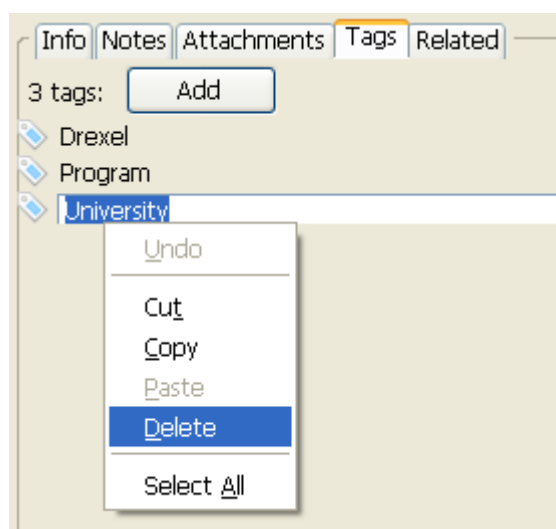 Info Notes Attachments Tags Related
3 tags: Add
Drexel
Program
University
Undo
Cut
Copy
Paste
Delete
Select All